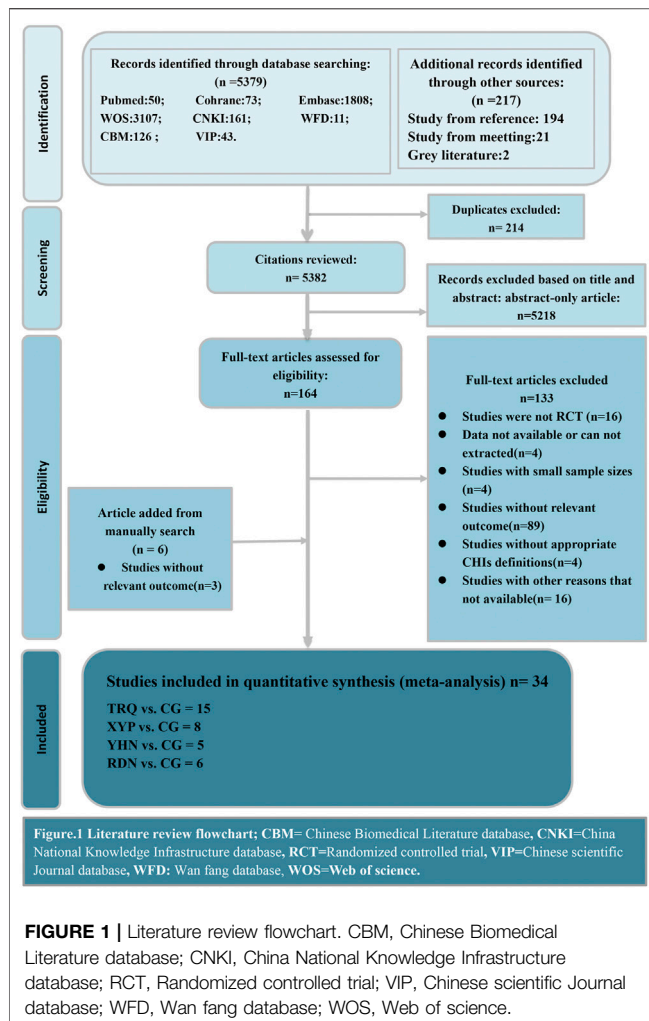 Identification
Records identified through database searching:
(n =5379)
Pubmed:50; Cohrane:73; Embase:1808;
WOS:3107; CNKI:161; WFD:11;
CBM:126 ; VIP:43.
Additional records identified
through other sources:
(n =217)
Study from reference: 194
Study from meetting:21
Grey literature:2
Duplicates excluded:
n= 214
Screening
Citations reviewed:
n= 5382
Records excluded based on title and
abstract: abstract-only article:
n=5218
Eligibility
Full-text articles assessed for
eligibility:
n=164
Full-text articles excluded
n=133
● Studies were not RCT (n=16)
● Data not available or can not
extracted(n=4)
● Studies with small sample sizes
(n=4)
● Studies without relevant
outcome(n=89)
● Studies without appropriate
CHIs definitions(n=4)
● Studies with other reasons that
not available(n= 16)
Article added from
manually search
(n = 6)
● Studies without
relevant outcome(n=3)
Included
Studies included in quantitative synthesis (meta-analysis) n= 34
TRQ vs. CG = 15
XYP vs. CG = 8
YHN vs. CG = 5
RDN vs. CG = 6
Figure.1 Literature review flowchart; CBM= Chinese Biomedical Literature database, CNKI=China
National Knowledge Infrastructure database, RCT=Randomized controlled trial, VIP=Chinese scientific
Journal database, WFD: Wan fang database, WOS=Web of science.
FIGURE 1 | Literature review flowchart. CBM, Chinese Biomedical
Literature database; CNKI, China National Knowledge Infrastructure
database; RCT, Randomized controlled trial; VIP, Chinese scientific Journal
database; WFD, Wan fang database; WOS, Web of science.